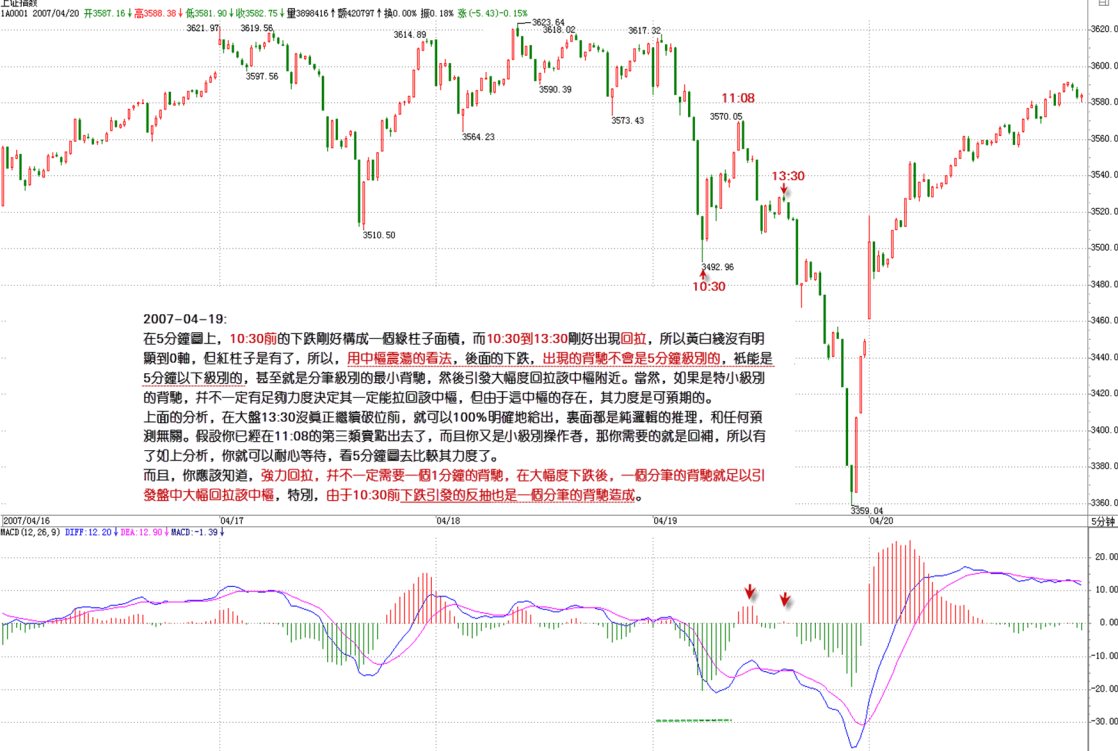 上证指数
1A0001 2007/04/20 开3587.16↓高3588.38↓低3581.90↓收3582.75↓量3898416↑额420797↑换0.00% 振0.18% 涨(-5.43)-0.15%
3621.97
3619.56
3597.56
3510.50
3614.89
3564.23
3623.64
3618.02
3590.39
3573.43
3617.32
3492.96
10:30
11:08
3570.05
13:30
3359.04
3620.0
3600.0
3580.0
3560.0
3540.0
3520.0
3500.0
3480.0
3460.0
3440.0
3420.0
3400.0
3380.0
3360.0
2007-04-19:
在5分鐘圖上，10:30前的下跌剛好構成一個綠柱子面積，而10:30到13:30剛好出現回拉，所以黃白綫沒有明
顯到0軸，但紅柱子是有了，所以，用中樞震蕩的看法，後面的下跌，出現的背馳不會是5分鐘級別的，衹能是
5分鐘以下級別的，甚至就是分筆級別的最小背馳，然後引發大幅度回拉該中樞附近。當然，如果是特小級別
的背馳，幷不一定有足夠力度決定其一定能拉回該中樞，但由于這中樞的存在，其力度是可預期的。
上面的分析，在大盤13:30沒真正繼續破位前，就可以100%明確地給出，裏面都是純邏輯的推理，和任何預
測無關。假設你已經在11:08的第三類賣點出去了，而且你又是小級別操作者，那你需要的就是回補，所以有
了如上分析，你就可以耐心等待，看5分鐘圖去比較其力度了。
而且，你應該知道，強力回拉，幷不一定需要一個1分鐘的背馳，在大幅度下跌後，一個分筆的背馳就足以引
發盤中大幅回拉該中樞，特別，由于10:30前下跌引發的反抽也是一個分筆的背馳造成。
2007/04/16 04/17 04/18 04/19 04/20 5分钟
MACD(12,26,9) DIFF:12.20↓DEA:12.90↓MACD:-1.39↓
20.00
10.00
0.00
-10.00
-20.00
-30.00